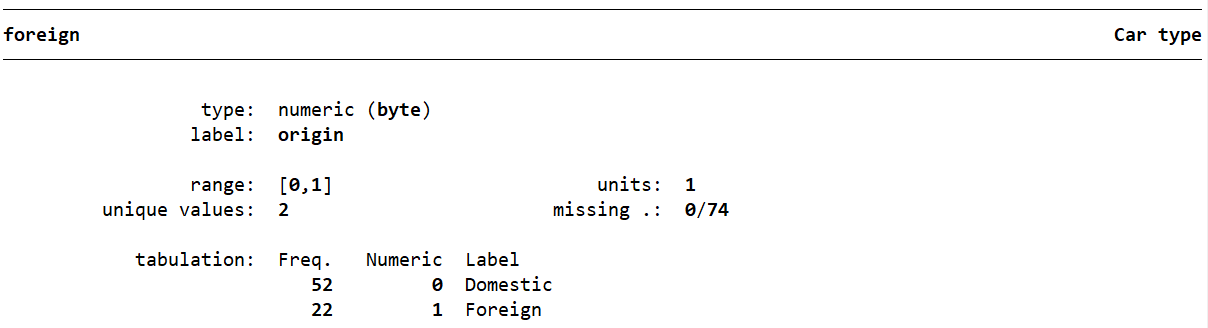 foreign Car type
type: numeric (byte)
label: origin
range: [0,1] units: 1
unique values: 2 missing .: 0/74
tabulation: Freq. Numeric Label
52 0 Domestic
22 1 Foreign